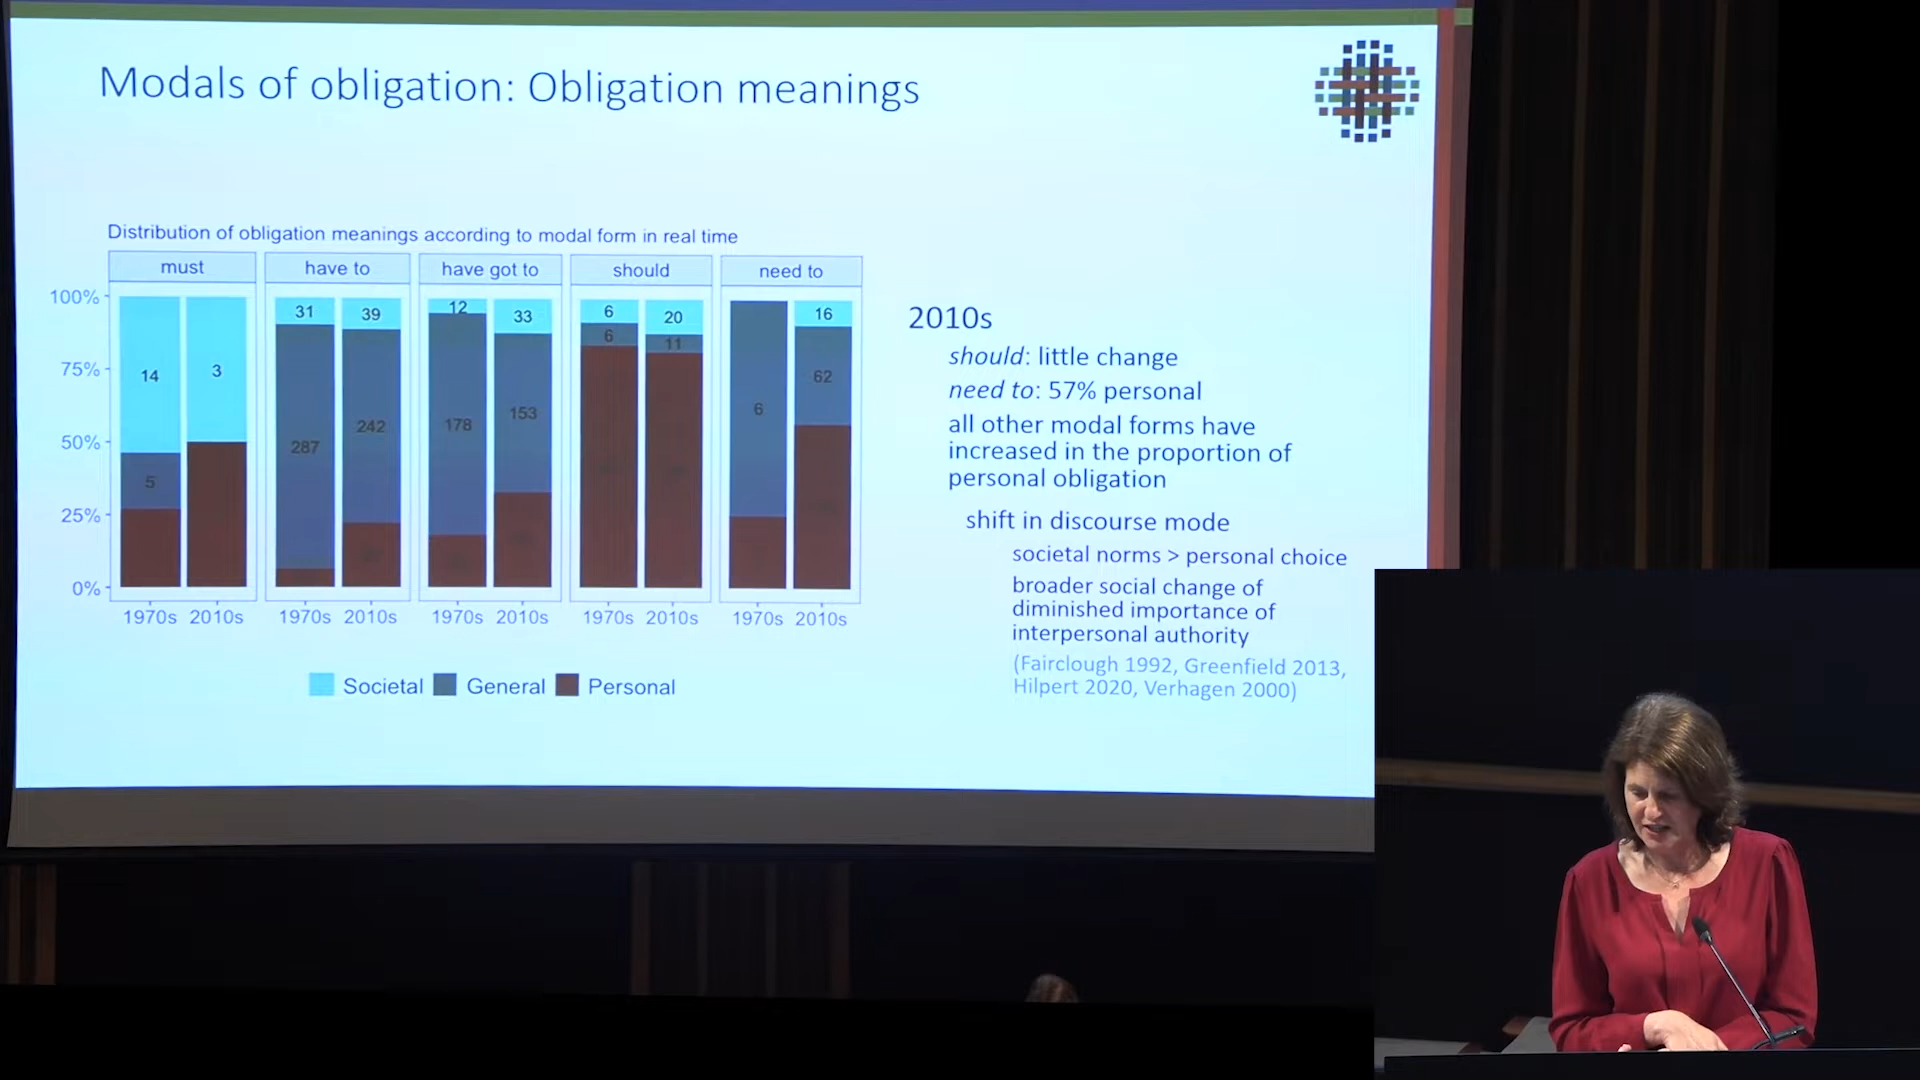 Modals of obligation: Obligation meanings
Distribution of obligation meanings according to modal form in real time
must have to have got to should need to
100%
75%
50%
25%
0%
14 5 3
31 287 39 242
12 178 33 153
6 6 20 11
6 16 62
1970s 2010s 1970s 2010s 1970s 2010s 1970s 2010s 1970s 2010s
Societal General Personal
2010s
should: little change
need to: 57% personal
all other modal forms have
increased in the proportion of
personal obligation
shift in discourse mode
societal norms > personal choice
broader social change of
diminished importance of
interpersonal authority
(Fairclough 1992, Greenfield 2013,
Hilpert 2020, Verhagen 2000)